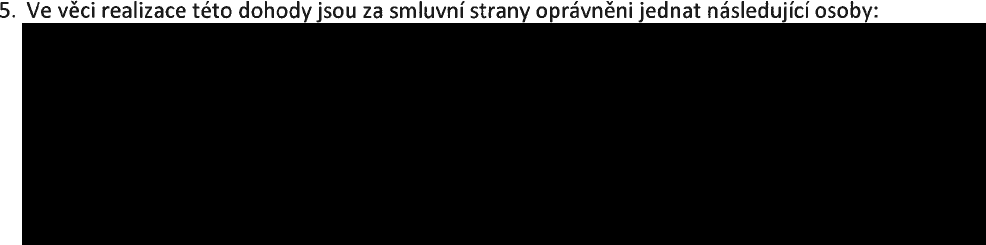 5. Ve věci realizace této dohody jsou za smluvní strany oprávněni jednat následující osoby: